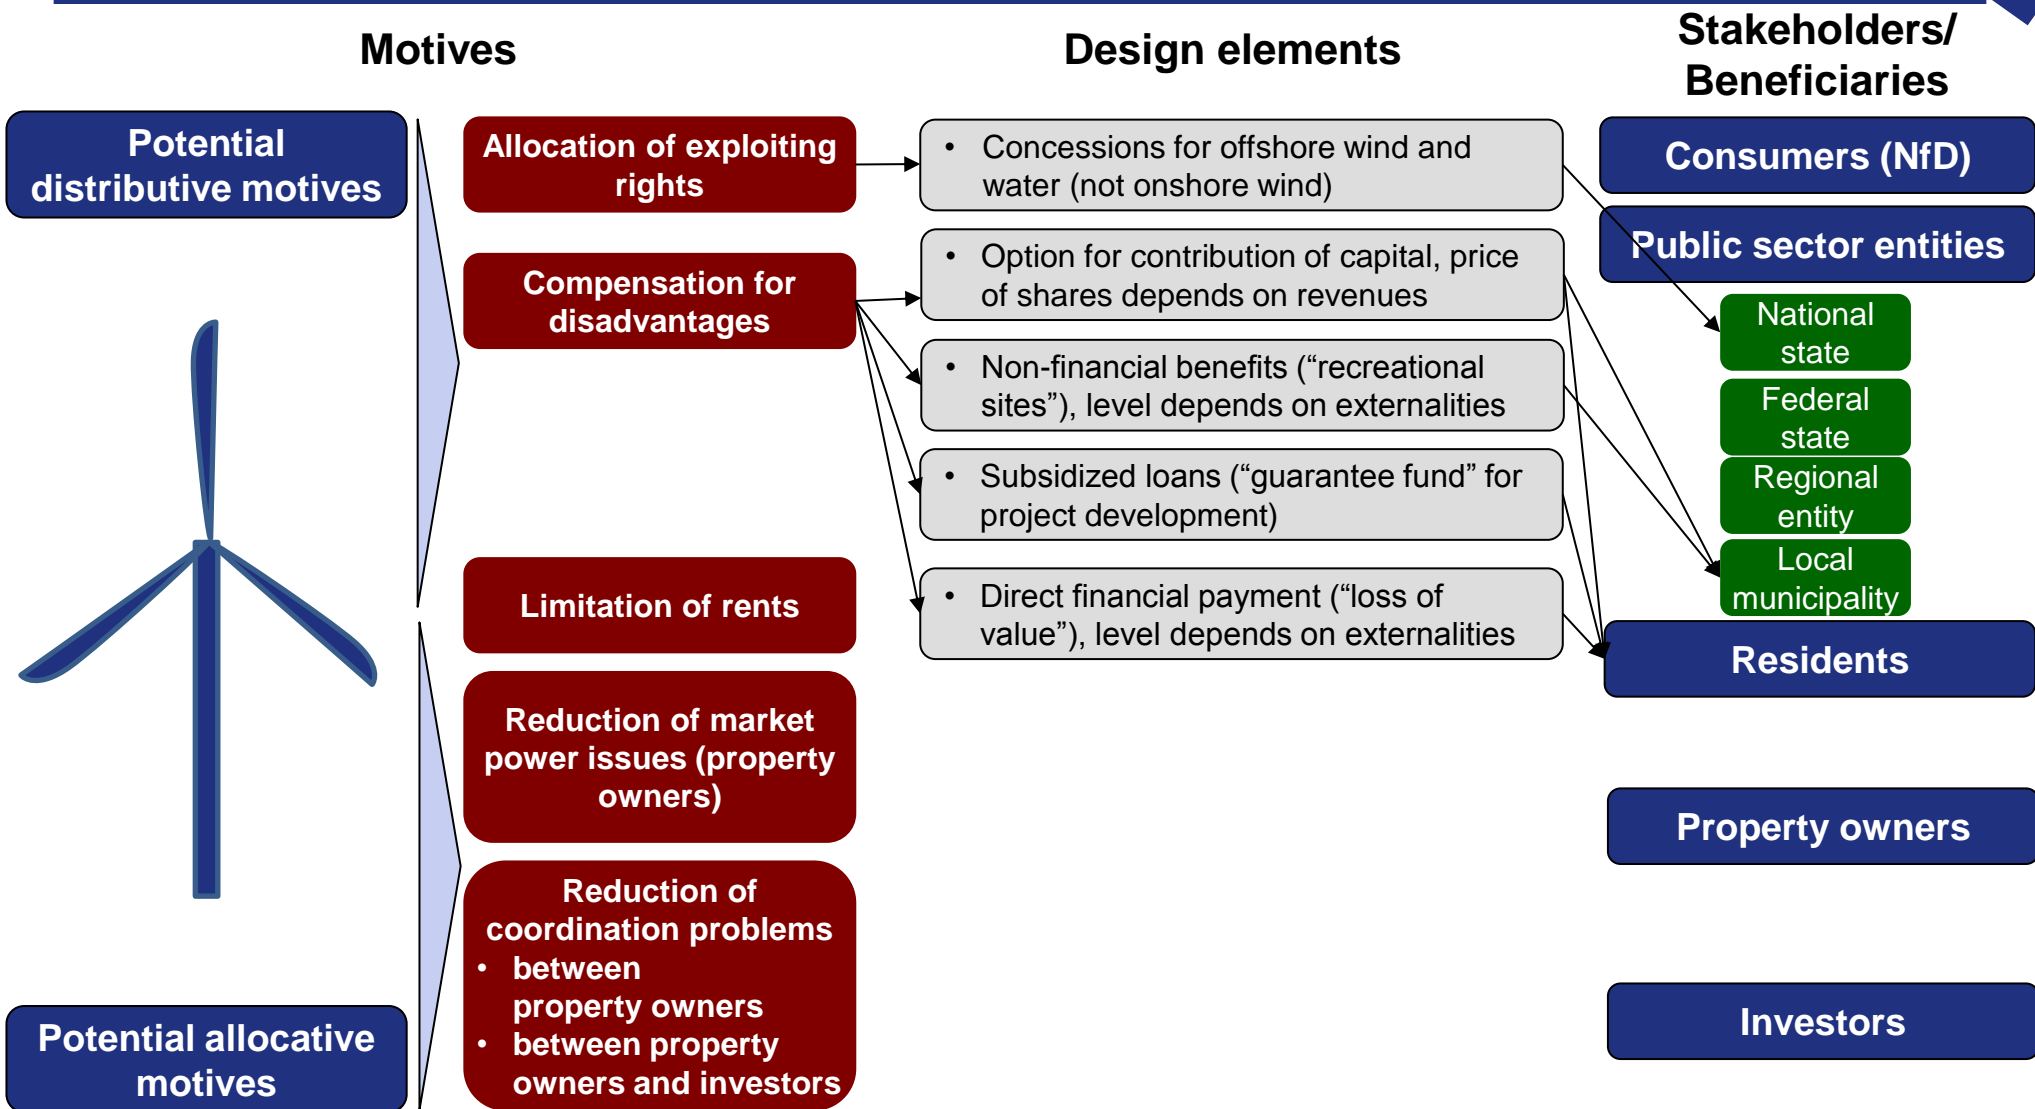 Motives
Design elements
Stakeholders/
Beneficiaries
Potential
distributive motives
Allocation of exploiting
rights
• Concessions for offshore wind and
water (not onshore wind)
Consumers (NfD)
Public sector entities
Compensation for
disadvantages
• Option for contribution of capital, price
of shares depends on revenues
National
state
• Non-financial benefits (“recreational
sites”), level depends on externalities
Federal
state
• Subsidized loans (“guarantee fund” for
project development)
Regional
entity
Limitation of rents
• Direct financial payment (“loss of
value”), level depends on externalities
Local
municipality
Residents
Reduction of market
power issues (property
owners)
Property owners
Reduction of
coordination problems
• between
property owners
• between property
owners and investors
Potential allocative
motives
Investors